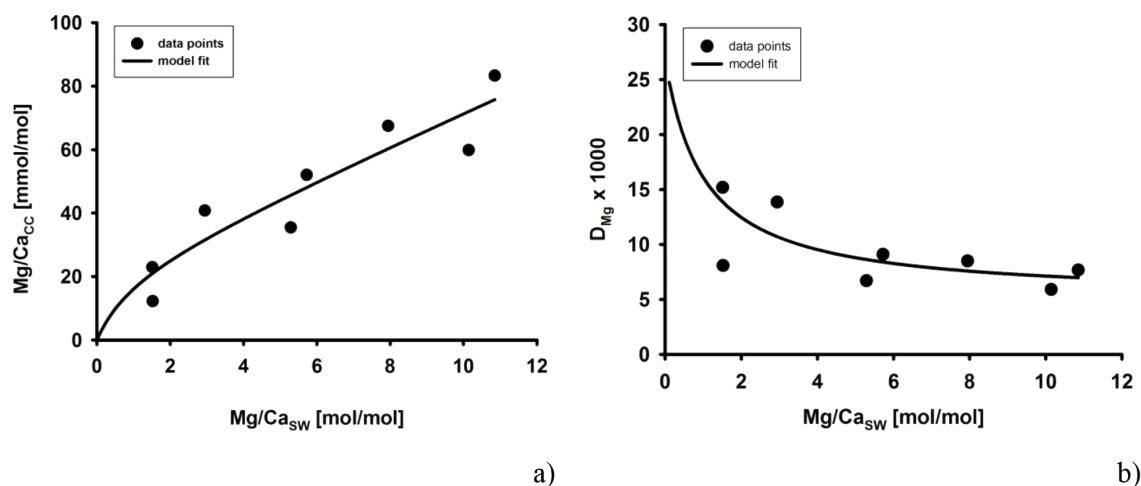 100
80
60
40
20
0
Mg/Ca_CC [mmol/mol]
data points
model fit
0 2 4 6 8 10 12
Mg/Ca_SW [mol/mol]
a)
30
25
20
15
10
5
0
D_Mg x 1000
data points
model fit
0 2 4 6 8 10 12
Mg/Ca_SW [mol/mol]
b)